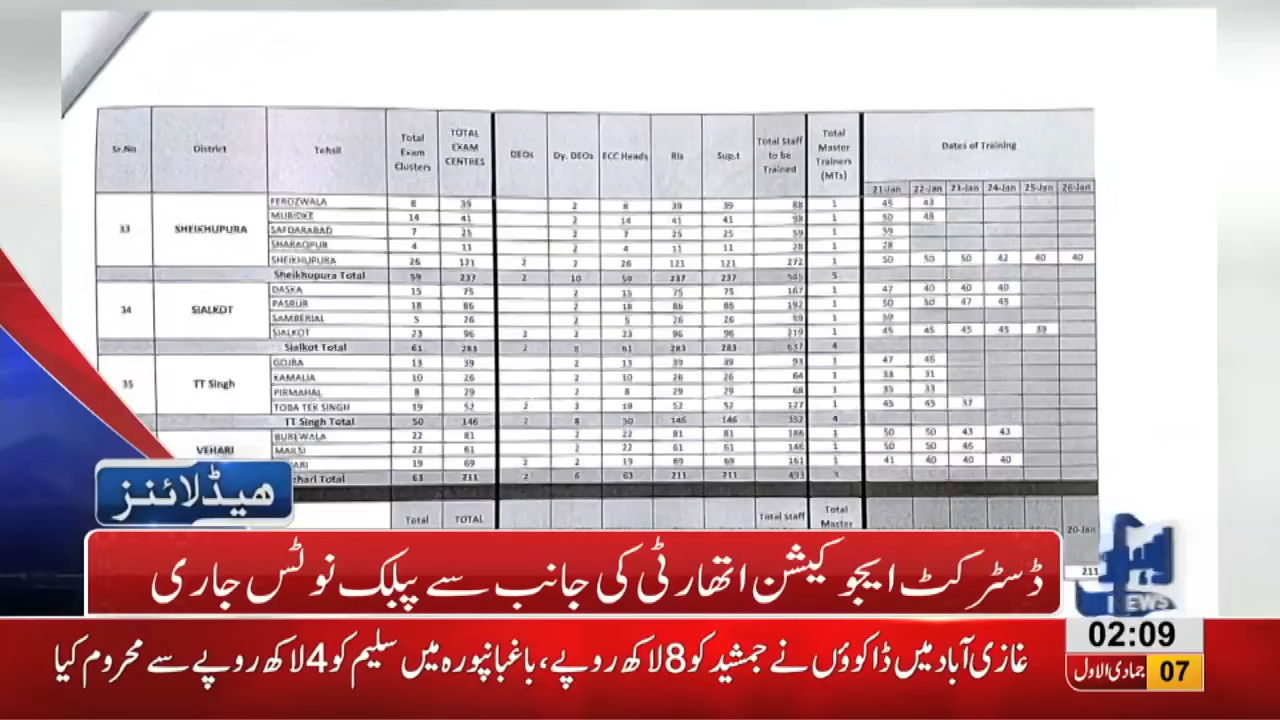 Sr.No District Tehsil Total Exam Clusters TOTAL EXAM CENTRES DEOs Dy. DEOs ECC Heads RIs Sup.t Total Staff to be Trained Total Master Trainers (MTs) Dates of Training
21-Jan 22-Jan 23-Jan 24-Jan 25-Jan 26-Jan
33 SHEIKHUPURA FEROZWALA 8 39 2 8 39 39 88 1 45 43
MURIDKE 14 41 2 14 41 41 98 1 50 48
SAFDARABAD 7 25 2 7 25 25 59 1 59
SHARAQPUR 4 11 2 4 11 11 28 1 28
SHEIKHUPURA 26 121 2 2 26 121 121 272 1 50 50 50 42 40 40
Sheikhupura Total 59 237 2 10 59 237 237 545 5
34 SIALKOT DASKA 15 75 2 15 75 75 167 1 47 40 40 40
PASRUR 18 86 2 18 86 86 192 1 50 50 47 45
SAMBERIAL 5 26 2 5 26 26 59 1 59
SIALKOT 23 96 2 2 23 96 96 219 1 45 45 45 45 39
Sialkot Total 61 283 2 8 61 283 283 637 4
35 TT Singh GOJRA 13 39 2 13 39 39 93 1 47 46
KAMALIA 10 26 2 10 26 26 64 1 33 31
PIRMAHAL 8 29 2 8 29 29 68 1 35 33
TOBA TEK SINGH 19 52 2 2 19 52 52 127 1 45 45 37
TT Singh Total 50 146 2 8 50 146 146 352 4
VEHARI BUREWALA 22 81 2 22 81 81 186 1 50 50 43 43
MAILSI 22 61 2 22 61 61 146 1 50 50 46
19 69 2 2 19 69 69 161 1 41 40 40 40
Total 63 211 2 6 63 211 211 493 3
Total TOTAL Total Staff Total Master 20-Jan
211
ہیڈلائنز
ڈسٹرکٹ ایجوکیشن اتھارٹی کی جانب سے پبلک نوٹس جاری
NEWS
02:09
غازی آباد میں ڈاکوؤں نے جمشید کو 8 لاکھ روپے، باغبانپورہ میں سلیم کو 4 لاکھ روپے سے محروم کیا
07 جمادی الاول